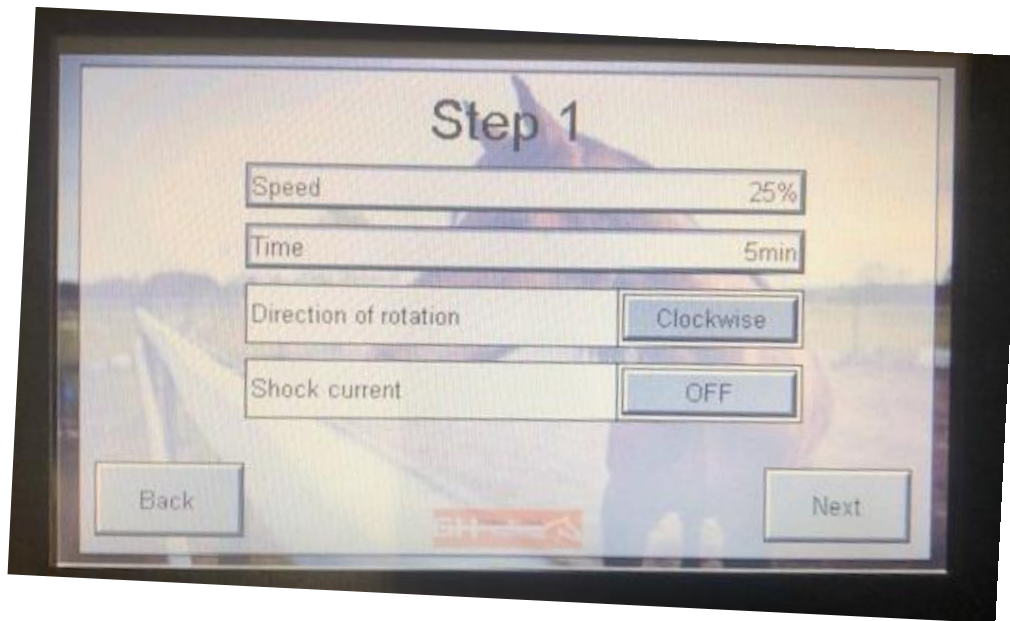 Step 1
Speed 25%
Time 5min
Direction of rotation Clockwise
Shock current OFF
Back Next